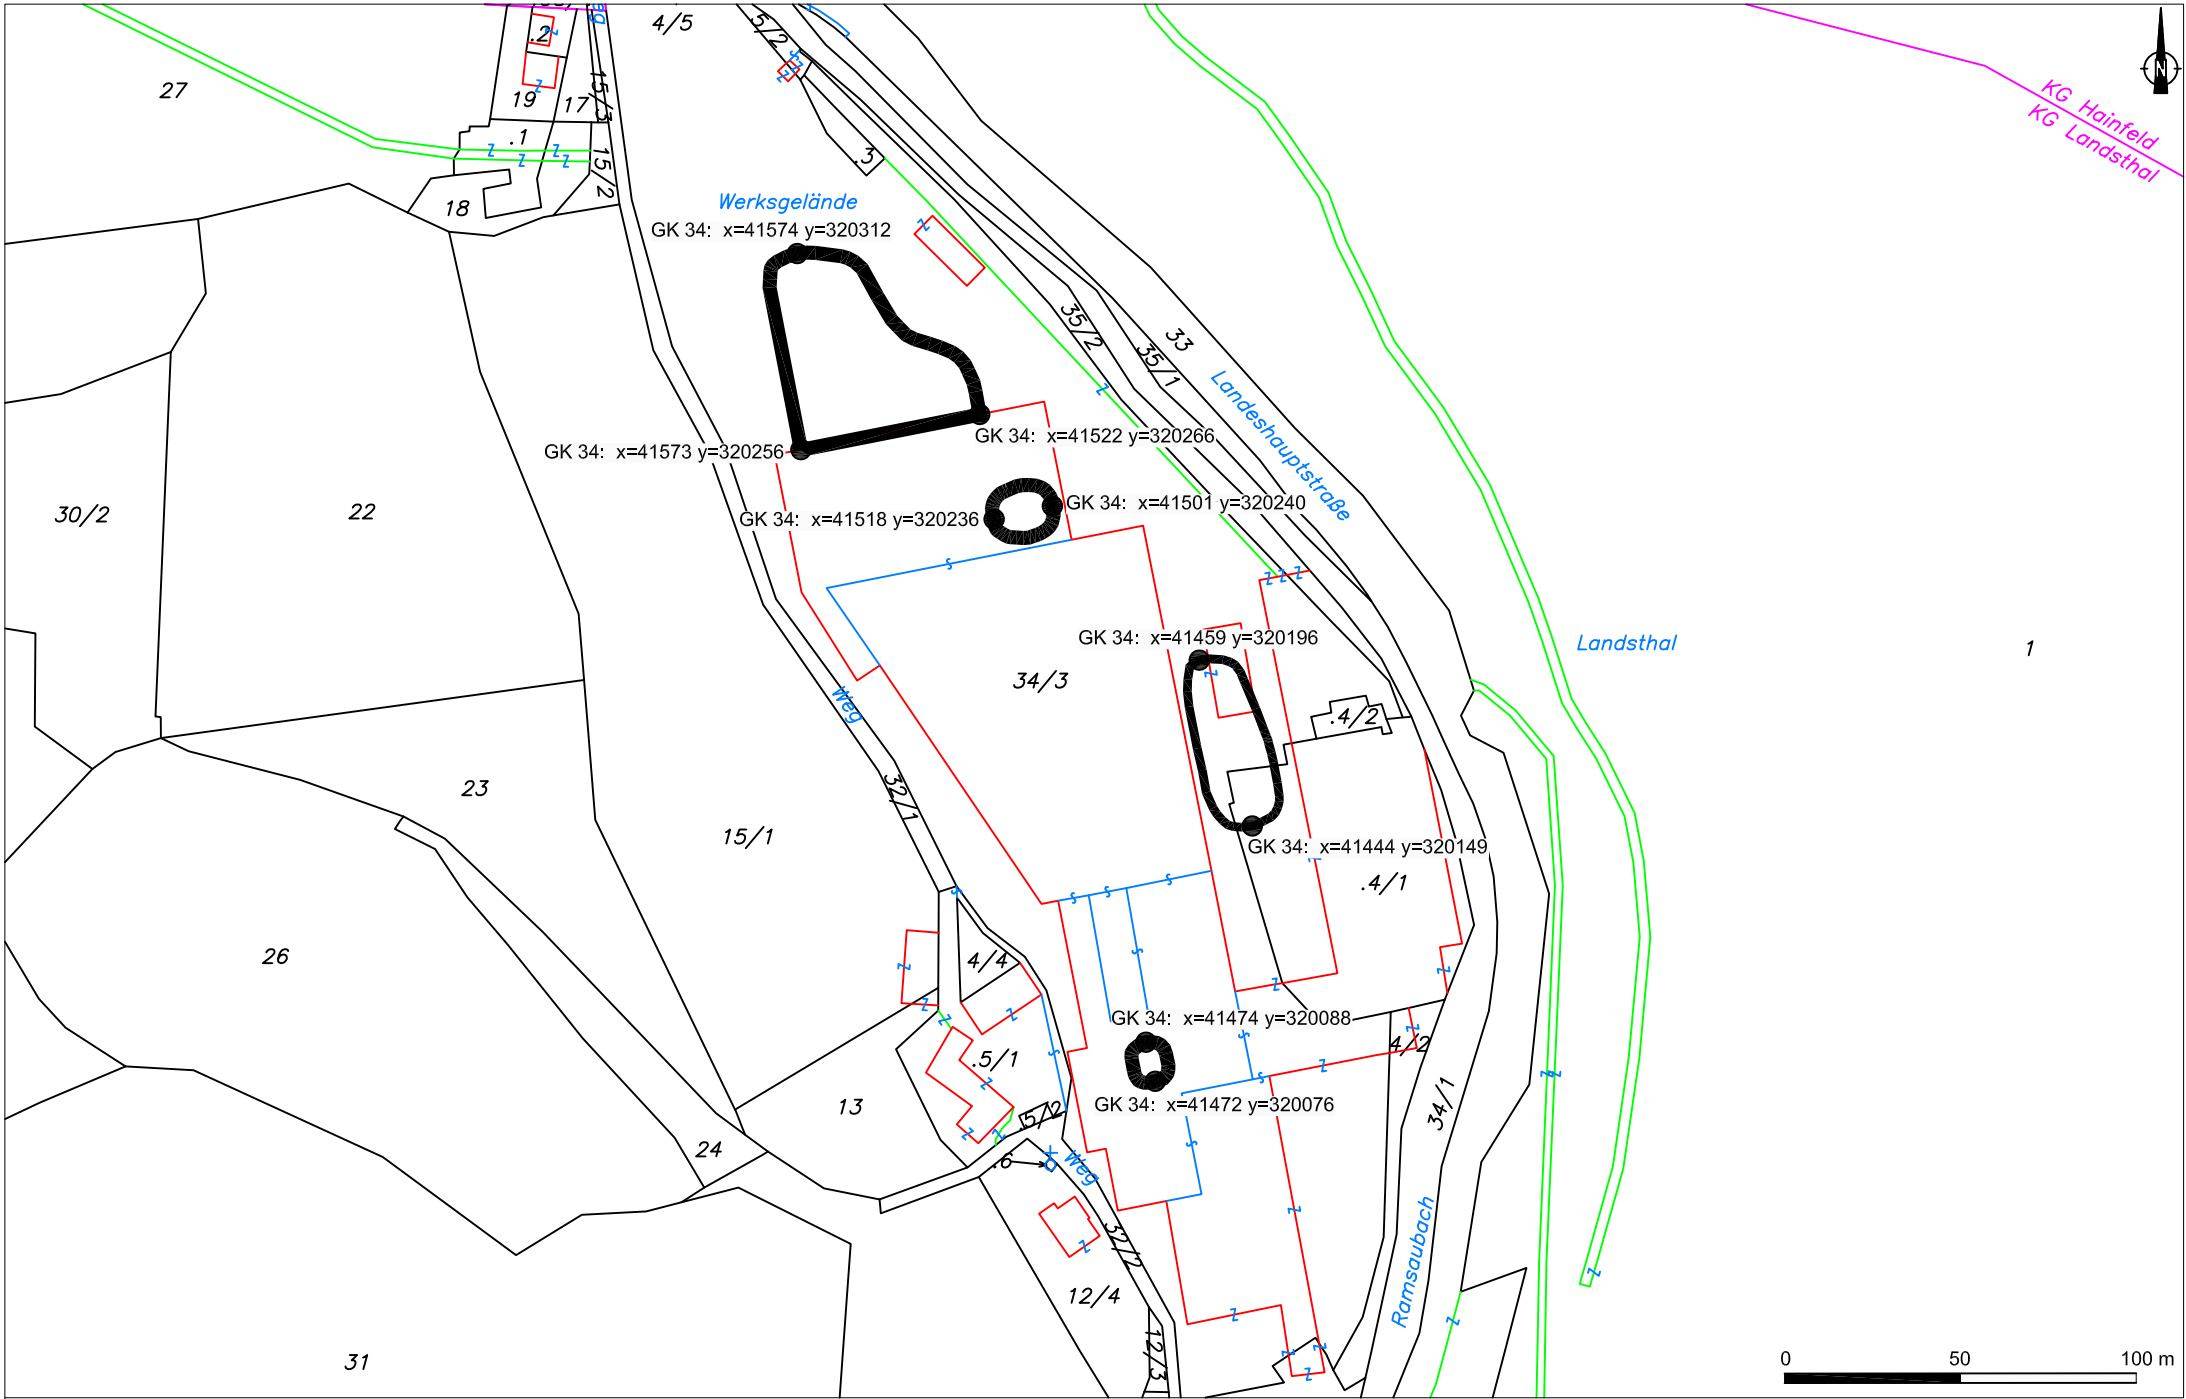 eg
4/5
5/2
.2
27
19
17
15/3
.1
.3
15/2
18
N
KG Hainfeld
KG Landsthal
Werksgelände
GK 34: x=41574 y=320312
35/2
33
35/1
Landeshauptstraße
GK 34: x=41522 y=320266
GK 34: x=41573 y=320256
GK 34: x=41501 y=320240
GK 34: x=41518 y=320236
30/2
22
GK 34: x=41459 y=320196
Landsthal
1
34/3
Weg
.4/2
23
32/1
15/1
GK 34: x=41444 y=320149
.4/1
26
4/4
GK 34: x=41474 y=320088
4/2
.5/1
GK 34: x=41472 y=320076
34/1
13
.5/2
24
.6
Weg
32/2
Ramsaubach
12/4
12/3
31
0 50 100 m